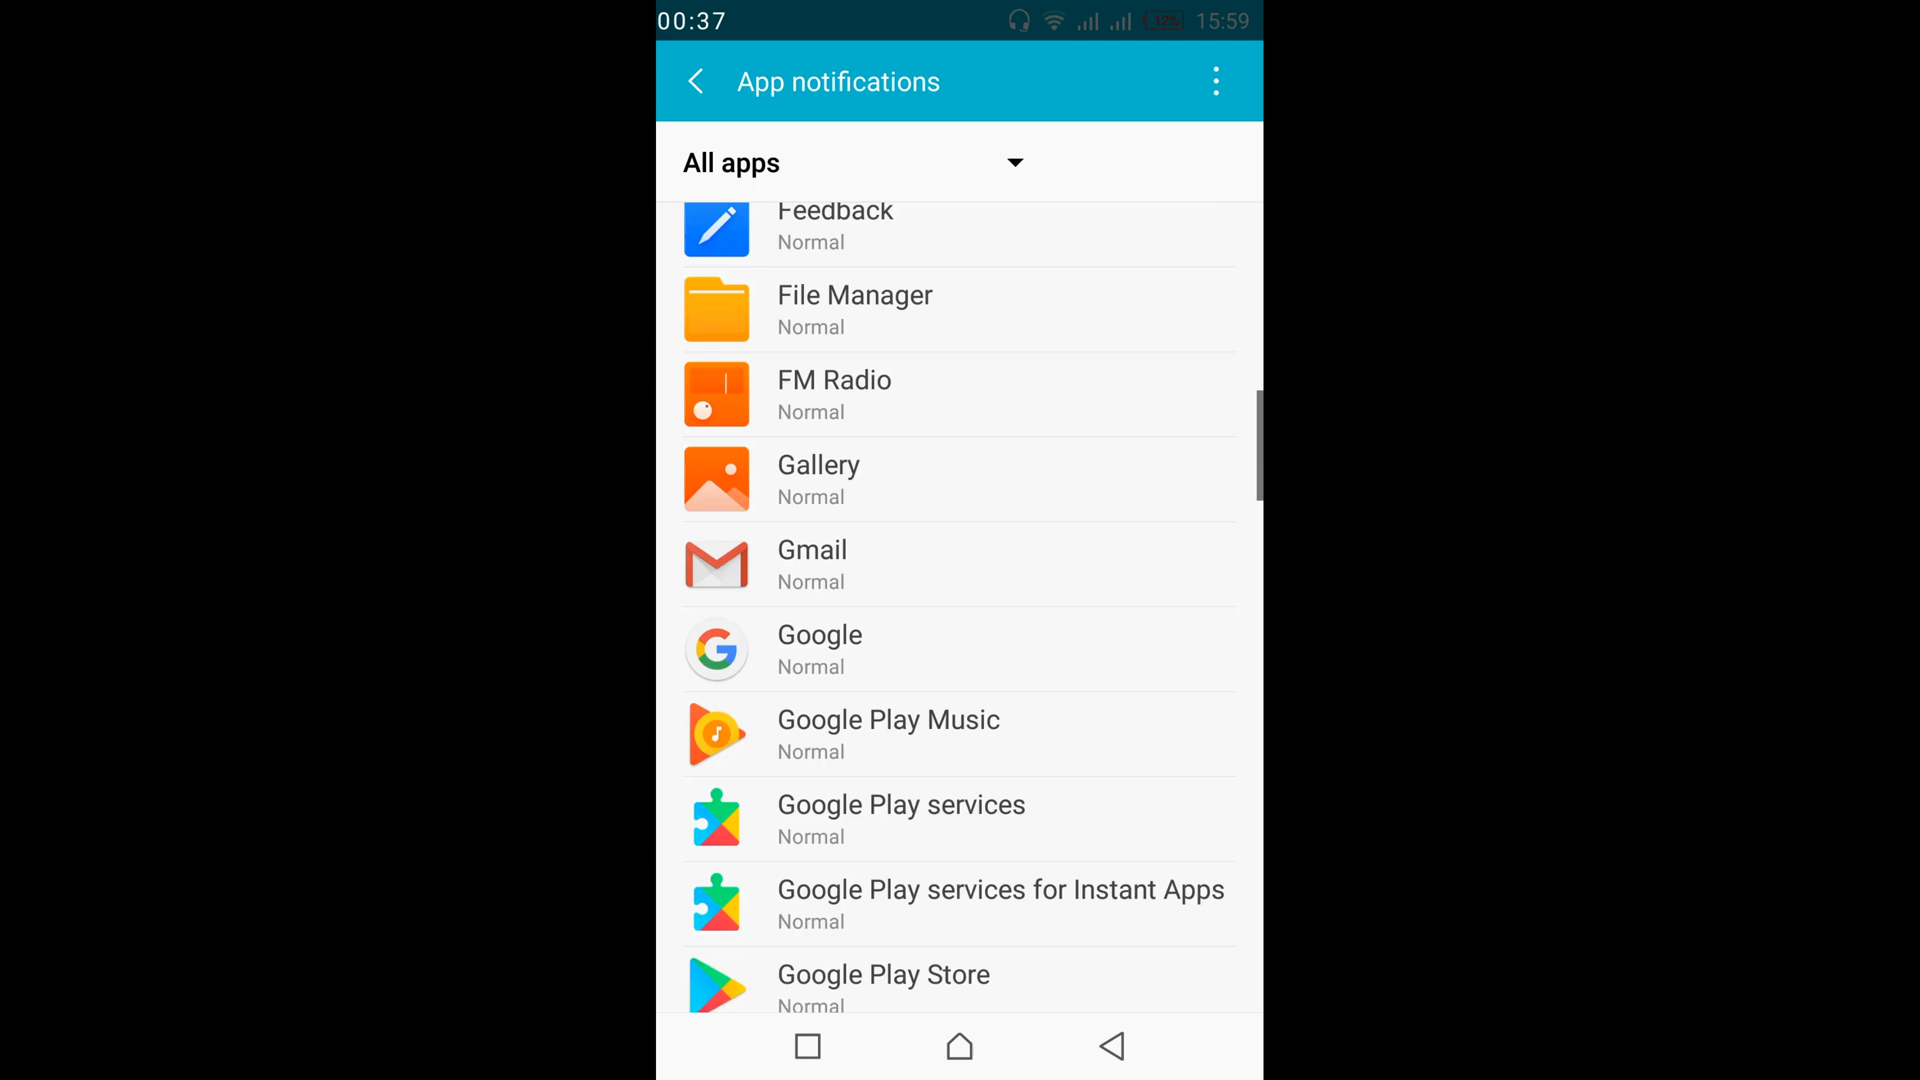 00:37
12%
15:59
App notifications
All apps
Feedback
Normal
File Manager
Normal
FM Radio
Normal
Gallery
Normal
Gmail
Normal
Google
Normal
Google Play Music
Normal
Google Play services
Normal
Google Play services for Instant Apps
Normal
Google Play Store
Normal